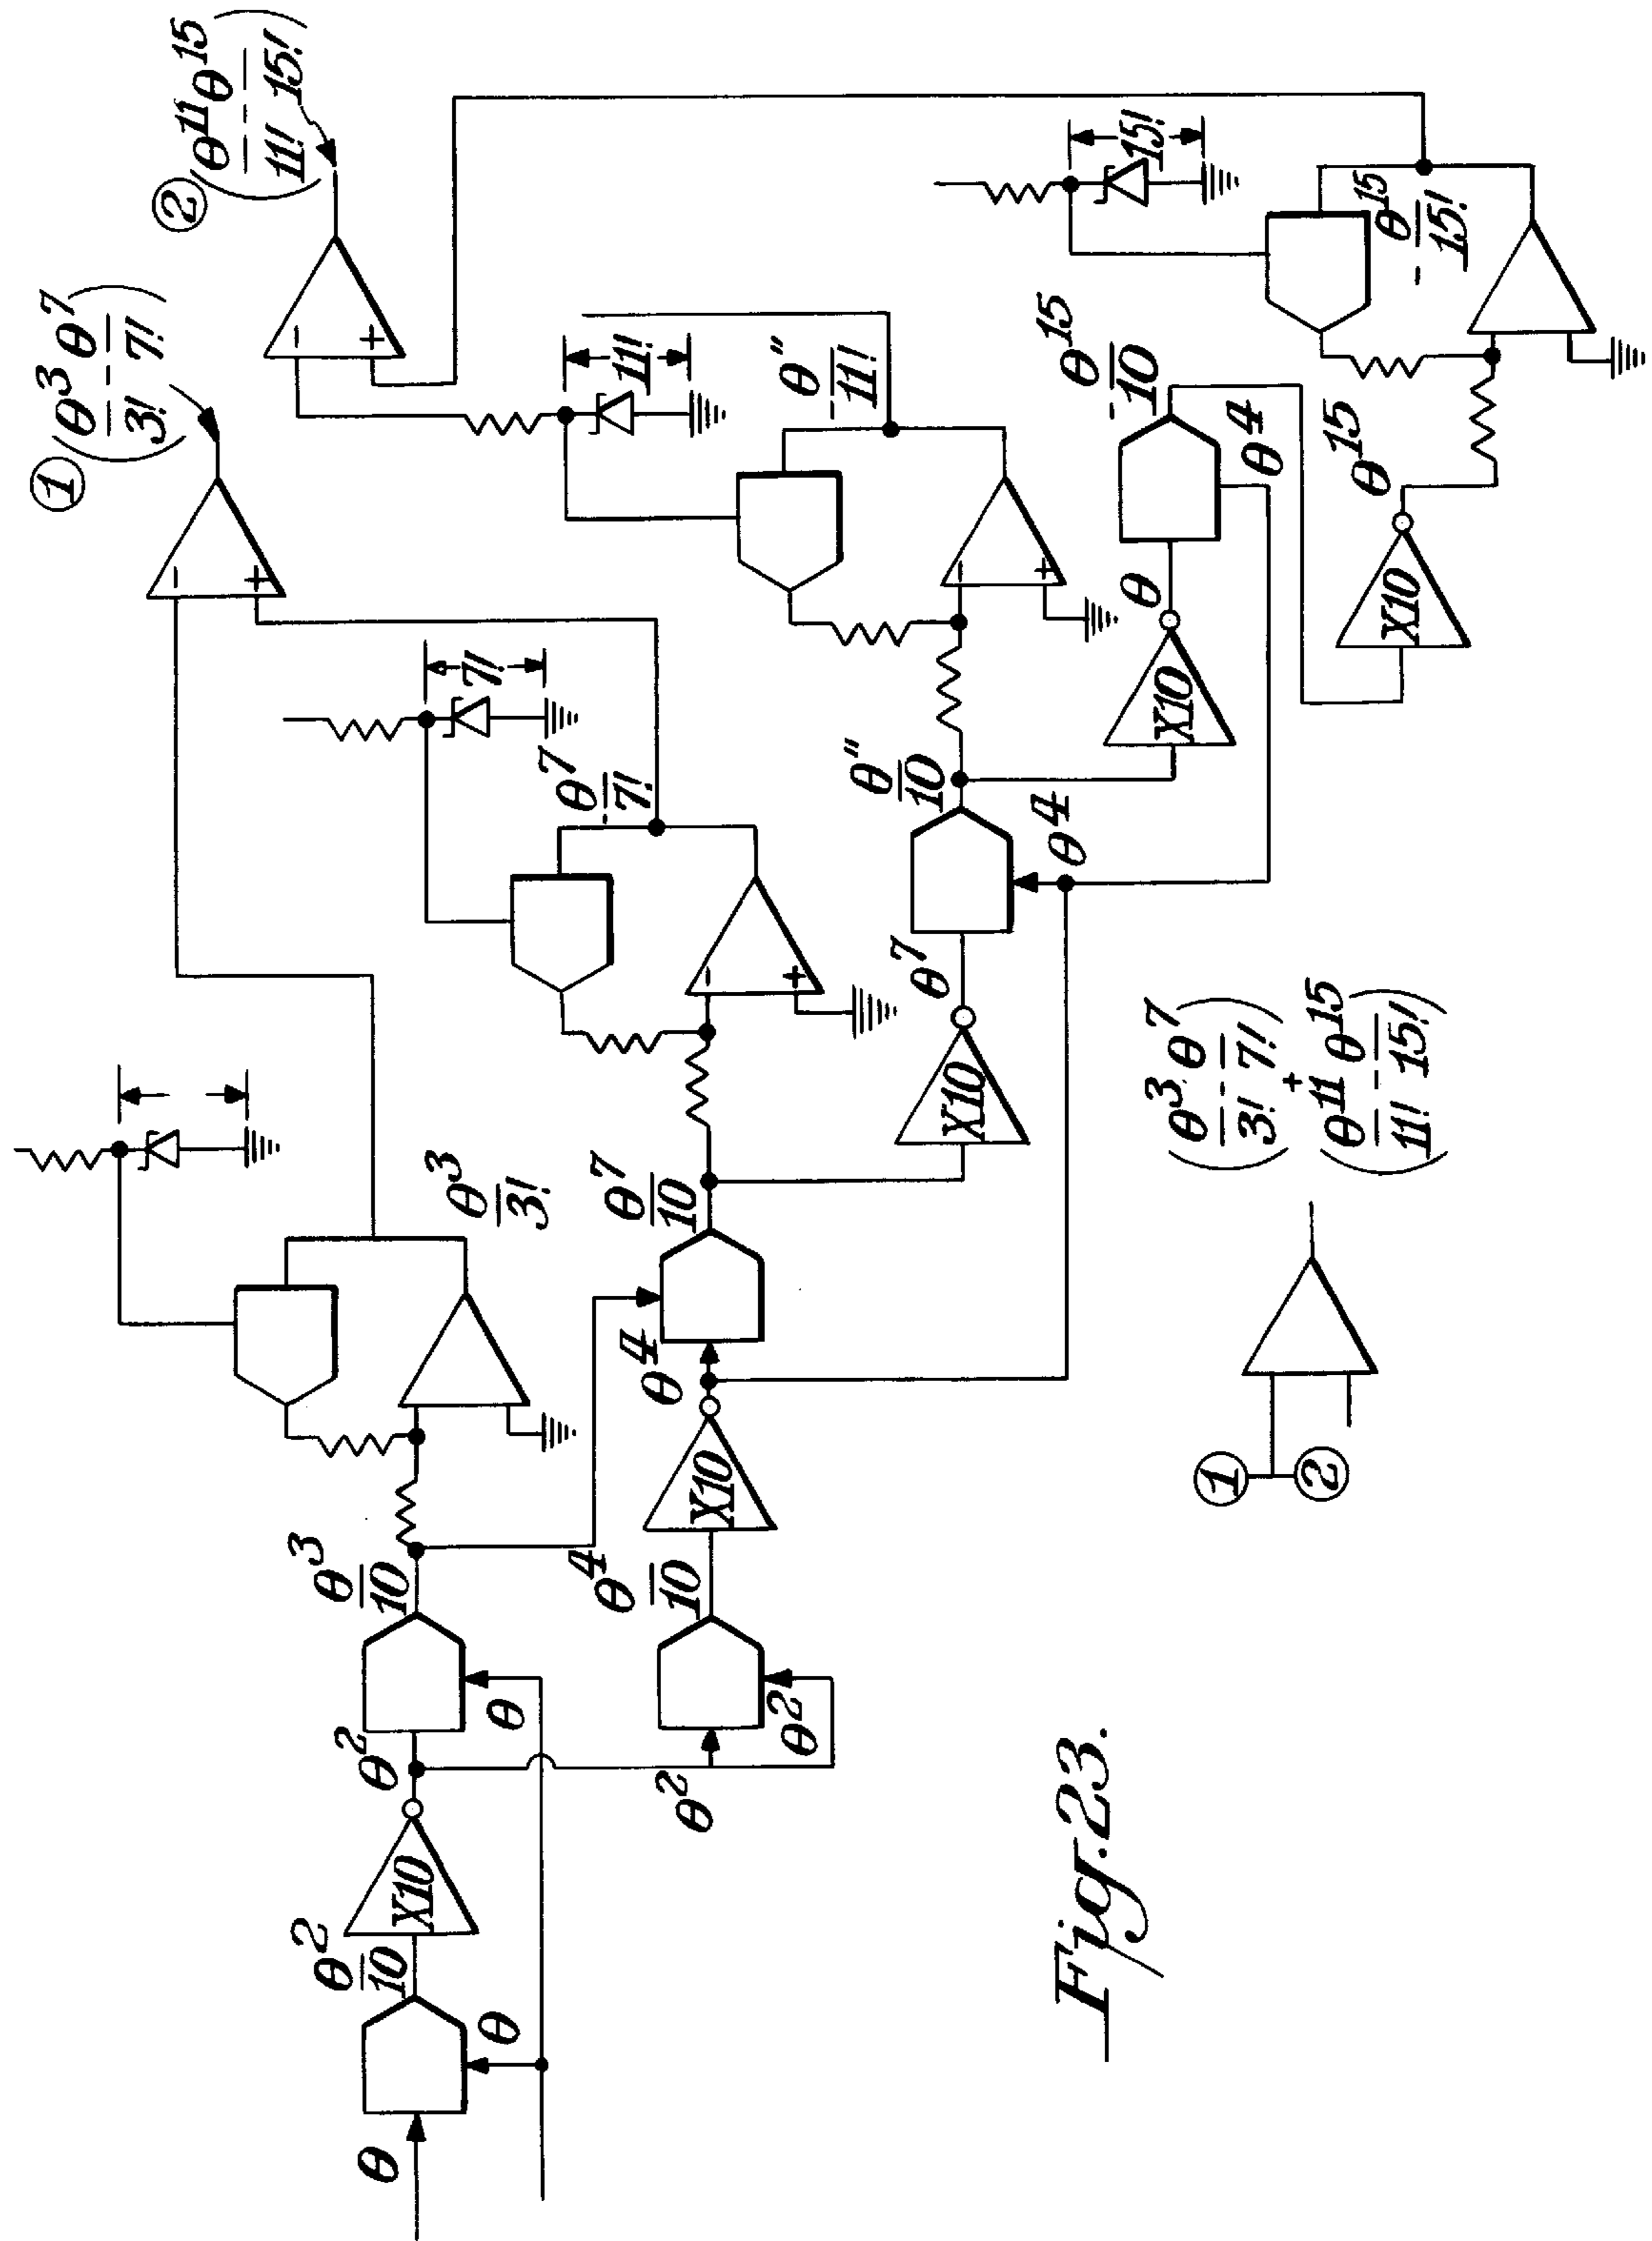 ① (θ³/3! - θ⁷/7!)
② (θ¹¹/11! - θ¹⁵/15!)
-
+
-
+
θ
θ
θ²/10
X10
θ²
θ
θ³/10
θ³/3!
θ²
θ²
θ⁴/10
X10
θ⁴
θ⁷/10
-
+
7!
-θ⁷/7!
X10
θ⁷
θ⁴
θ"/10
-
+
11!
-θ"/11!
X10
θ
θ⁴
-θ¹⁵/10
X10
θ¹⁵
15!
-θ¹⁵/15!
①
②
(θ³/3! - θ⁷/7!)
+
(θ¹¹/11! - θ¹⁵/15!)
Fig. 23.